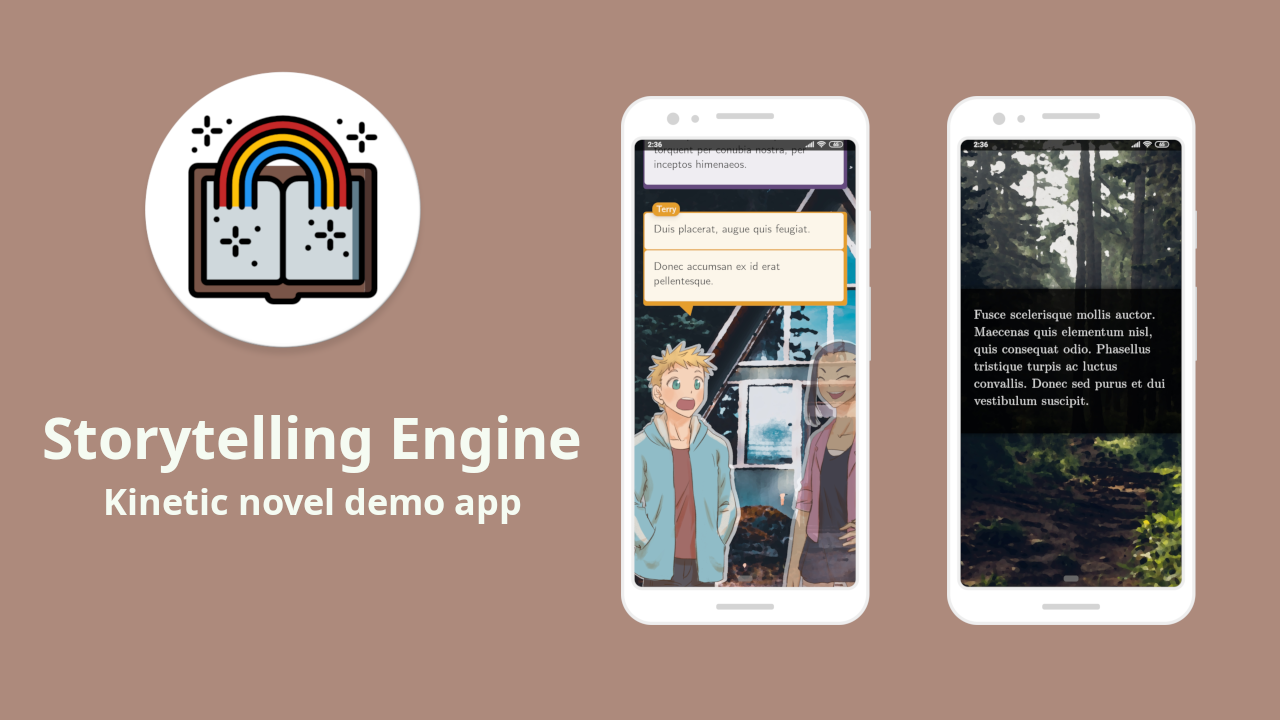 Storytelling Engine
Kinetic novel demo app
2:36
torquent per conubia nostra, per
inceptos himenaeos.
Terry
Duis placerat, augue quis feugiat.
Donec accumsan ex id erat
pellentesque.
2:36
Fusce scelerisque mollis auctor.
Maecenas quis elementum nisl,
quis consequat odio. Phasellus
tristique turpis ac luctus
convallis. Donec sed purus et dui
vestibulum suscipit.